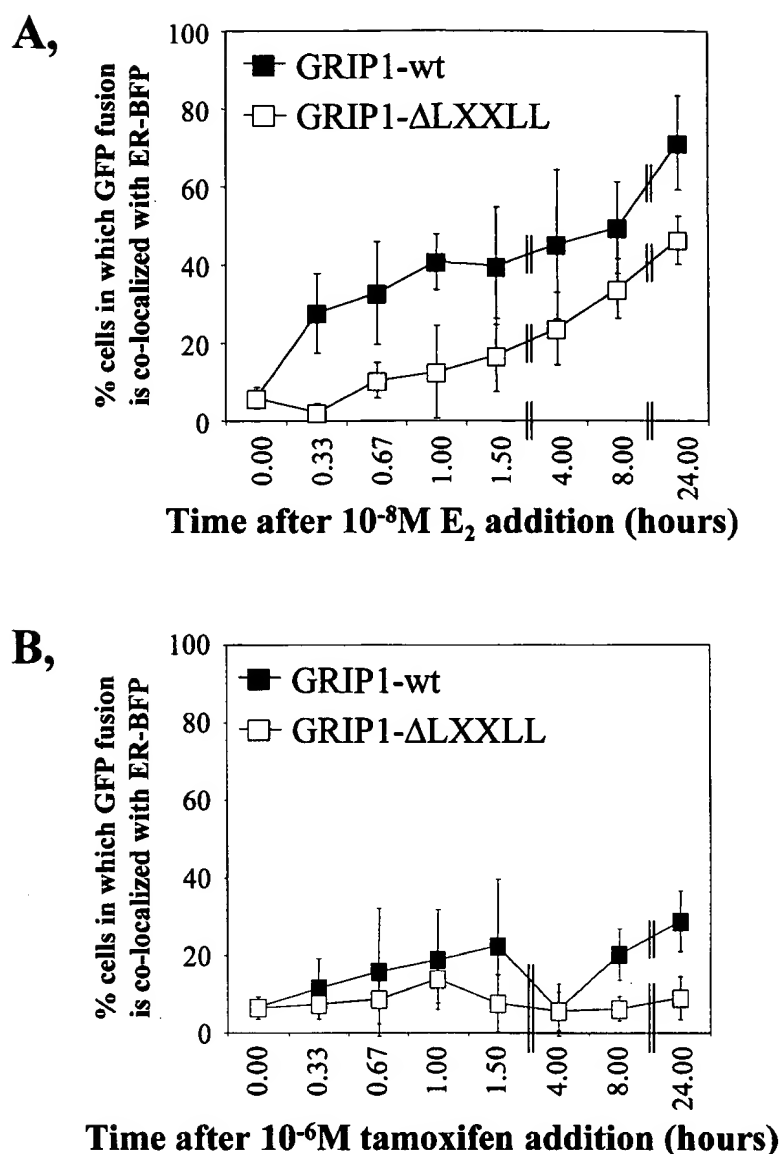 A,
% cells in which GFP fusion
is co-localized with ER-BFP
100
80
60
40
20
0
GRIP1-wt
GRIP1-ΔLXXLL
0.00
0.33
0.67
1.00
1.50
4.00
8.00
24.00
Time after 10⁻⁸M E₂ addition (hours)
B,
% cells in which GFP fusion
is co-localized with ER-BFP
100
80
60
40
20
0
GRIP1-wt
GRIP1-ΔLXXLL
0.00
0.33
0.67
1.00
1.50
4.00
8.00
24.00
Time after 10⁻⁶M tamoxifen addition (hours)